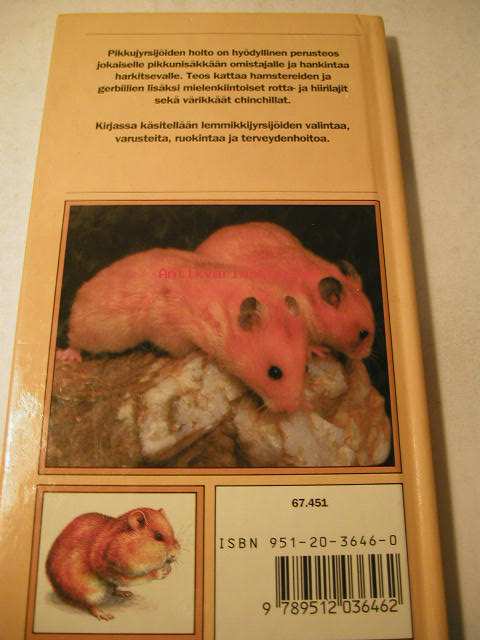 Pikkujyrsijöiden hoito on hyödyllinen perusteos
jokaiselle pikkunisäkkään omistajalle ja hankintaa
harkitsevalle. Teos kattaa hamstereiden ja
gerbiilien lisäksi mielenkiintoiset rotta- ja hiirilajit
sekä värikkäät chinchillat.
Kirjassa käsitellään lemmikkijyrsijöiden valintaa,
varusteita, ruokintaa ja terveydenhoitoa.
67.451
ISBN 951-20-3646-0
9 789512 036462